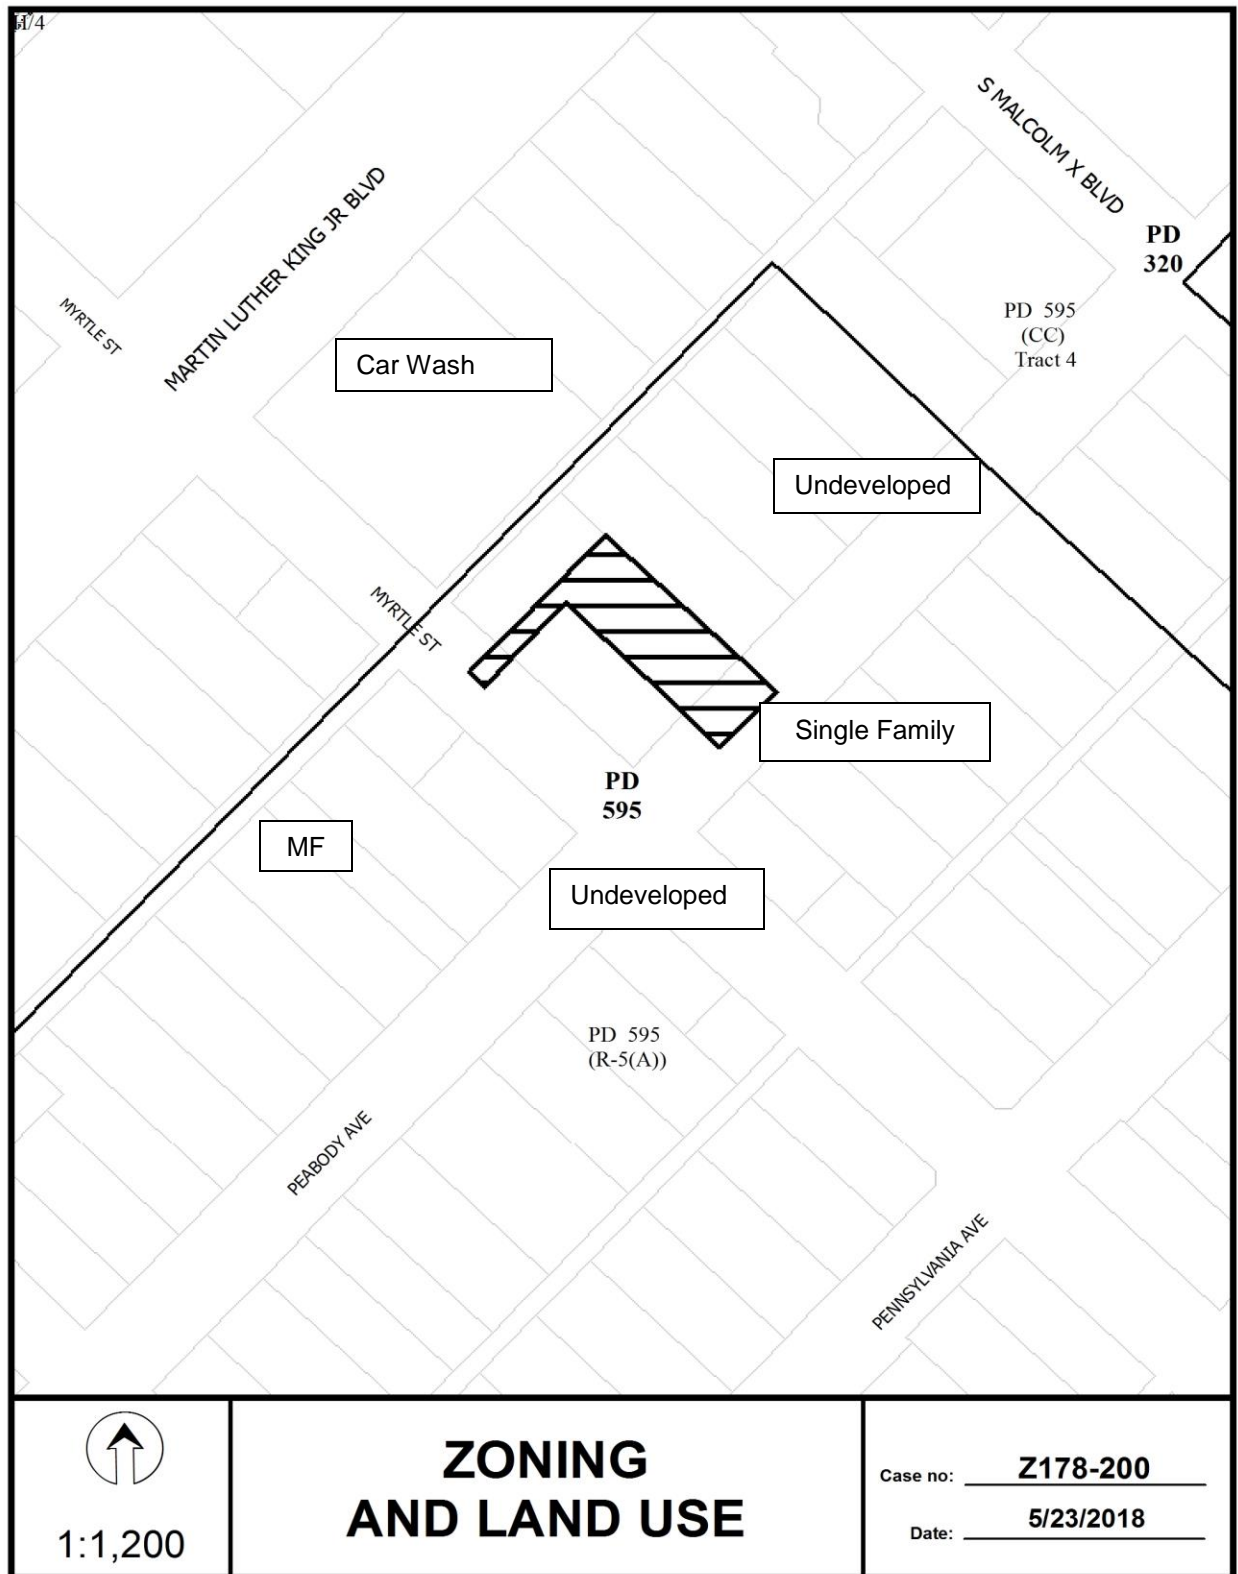 H/4
S MALCOLM X BLVD
MARTIN LUTHER KING JR BLVD
PD
320
MYRTLE ST
PD 595
(CC)
Tract 4
Car Wash
Undeveloped
MYRTLE ST
Single Family
PD
595
MF
Undeveloped
PD 595
(R-5(A))
PEABODY AVE
PENNSYLVANIA AVE
1:1,200
ZONING
AND LAND USE
Case no: Z178-200
Date: 5/23/2018